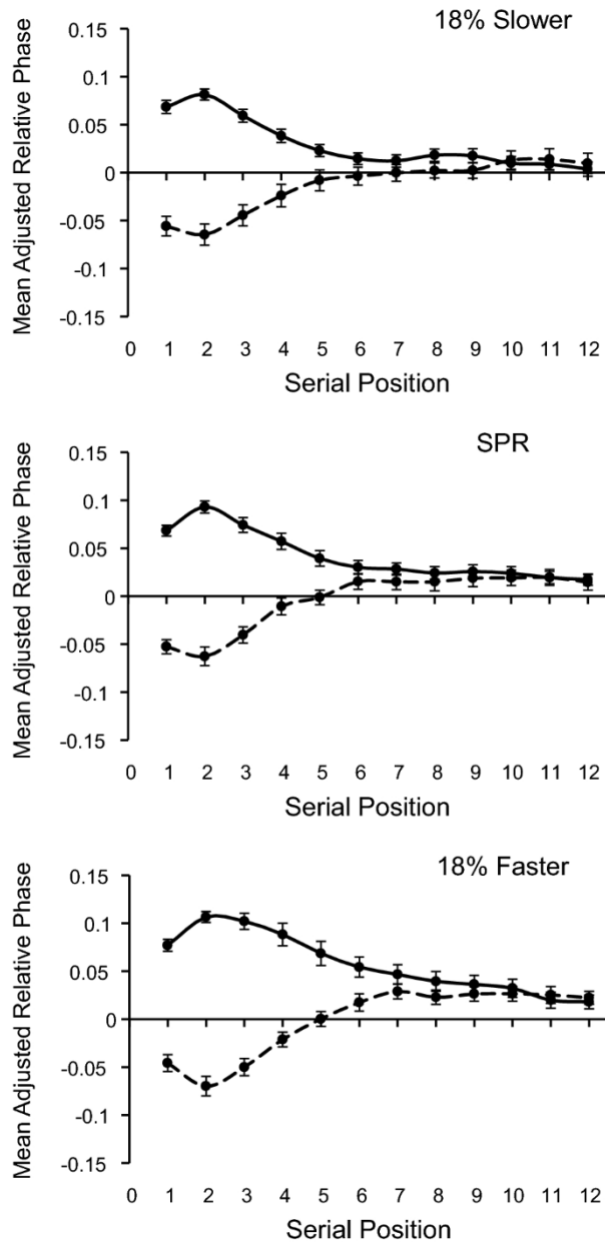 18% Slower
Mean Adjusted Relative Phase
0.15
0.1
0.05
0
-0.05
-0.1
-0.15
0 1 2 3 4 5 6 7 8 9 10 11 12
Serial Position
SPR
Mean Adjusted Relative Phase
0.15
0.1
0.05
0
-0.05
-0.1
-0.15
0 1 2 3 4 5 6 7 8 9 10 11 12
Serial Position
18% Faster
Mean Adjusted Relative Phase
0.15
0.1
0.05
0
-0.05
-0.1
-0.15
0 1 2 3 4 5 6 7 8 9 10 11 12
Serial Position